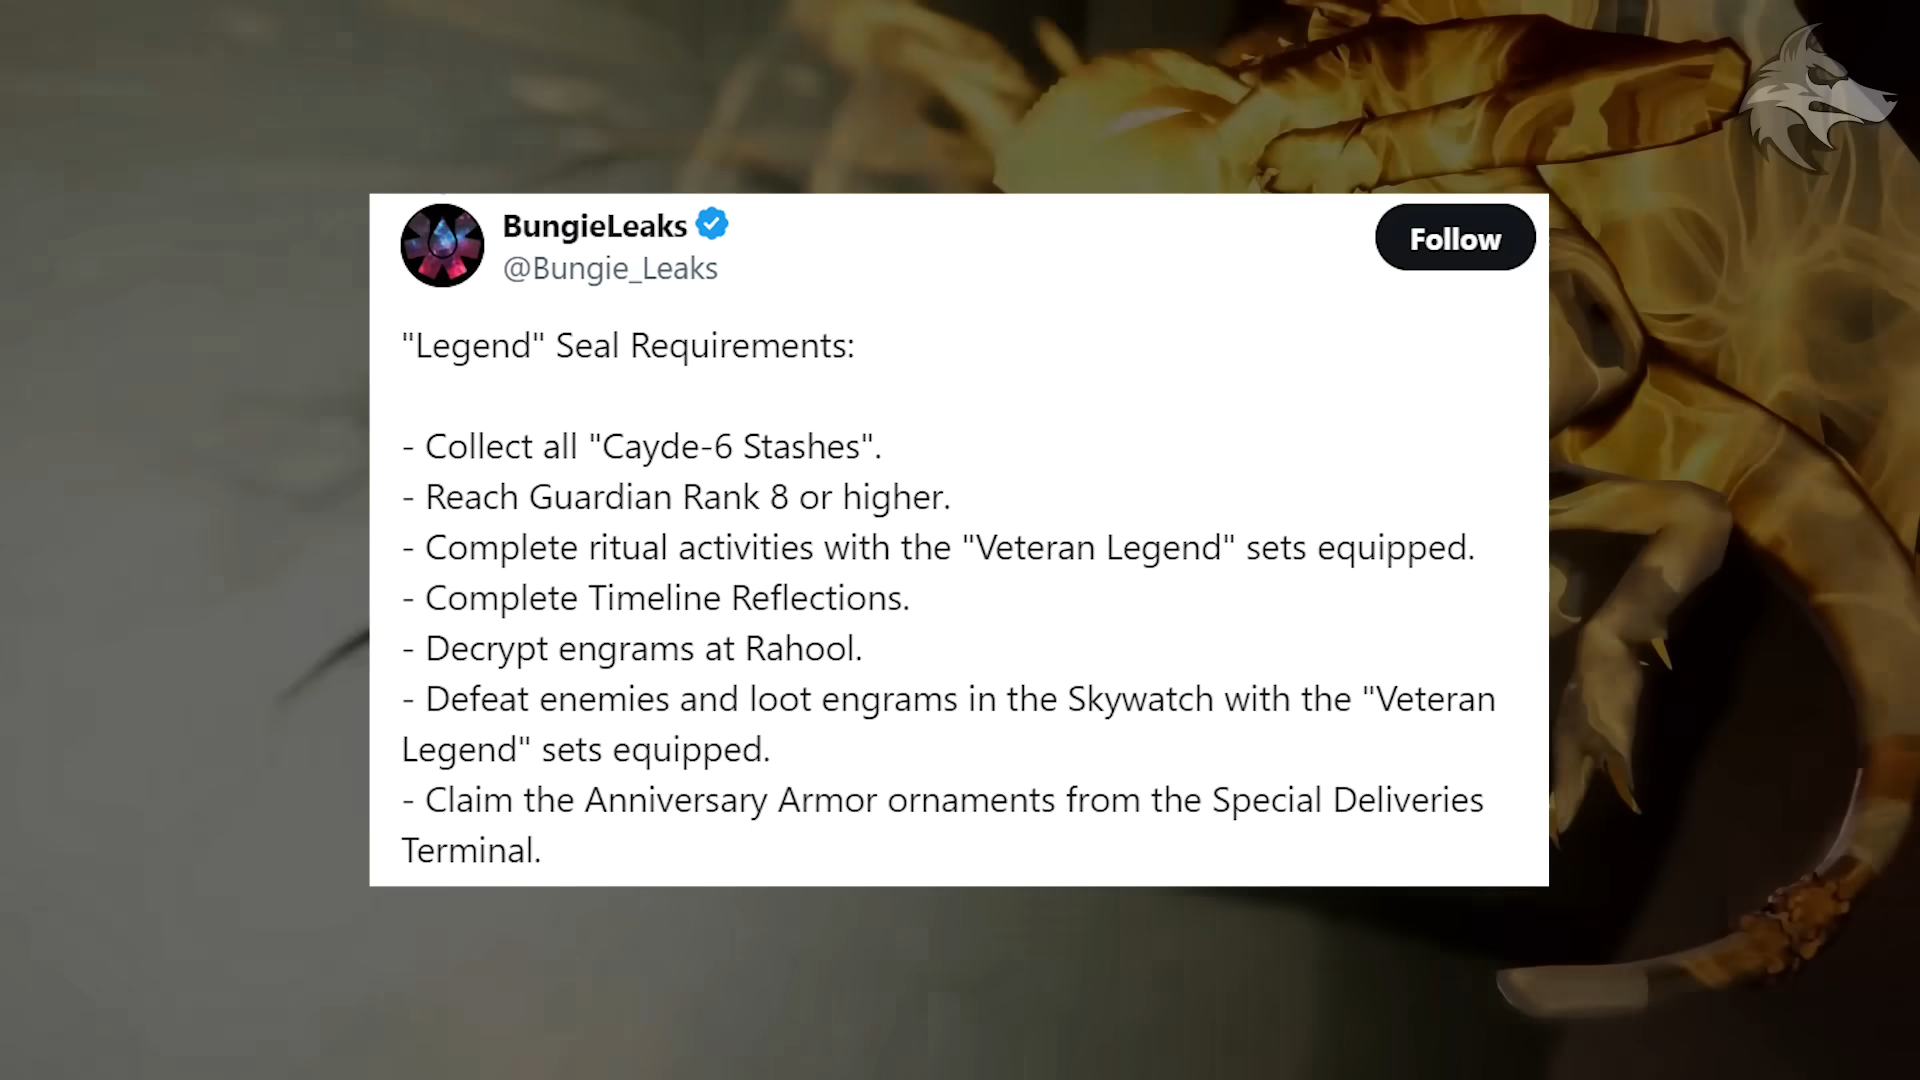 BungieLeaks
@Bungie_Leaks
Follow
"Legend" Seal Requirements:
- Collect all "Cayde-6 Stashes".
- Reach Guardian Rank 8 or higher.
- Complete ritual activities with the "Veteran Legend" sets equipped.
- Complete Timeline Reflections.
- Decrypt engrams at Rahool.
- Defeat enemies and loot engrams in the Skywatch with the "Veteran
Legend" sets equipped.
- Claim the Anniversary Armor ornaments from the Special Deliveries
Terminal.